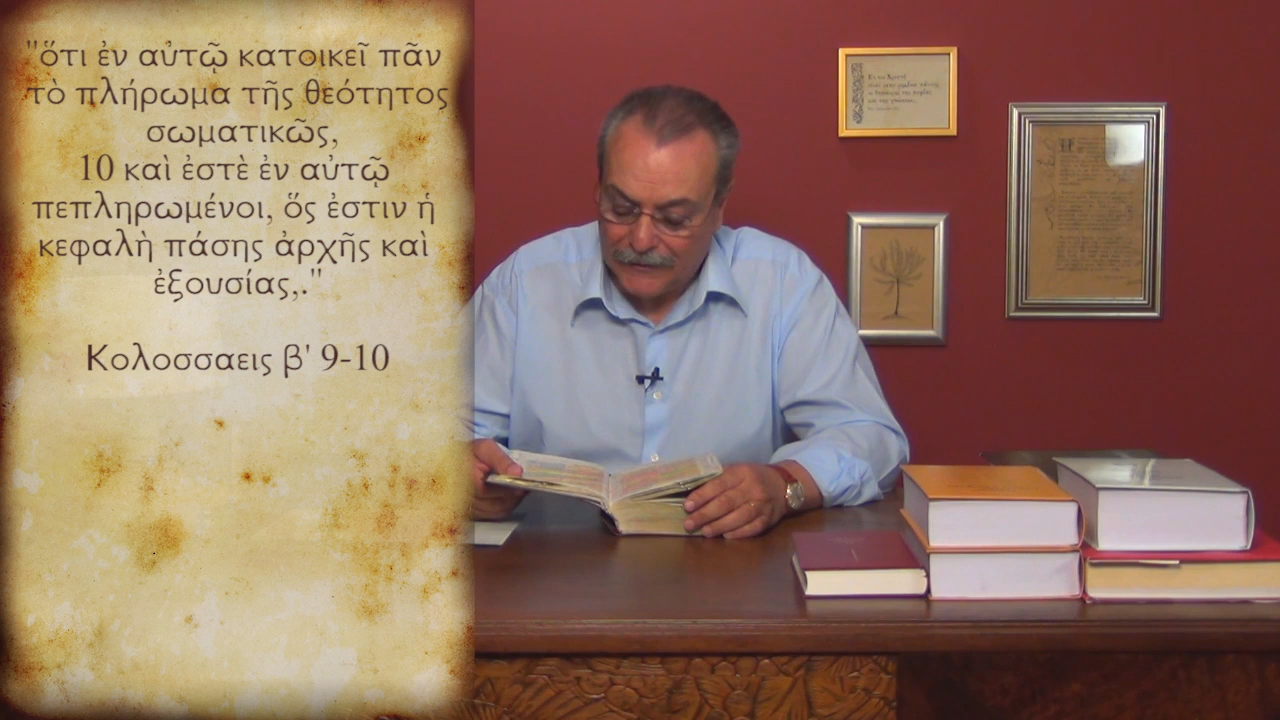 "ὅτι ἐν αὐτῷ κατοικεῖ πᾶν
τὸ πλήρωμα τῆς θεότητος
σωματικῶς,
10 καὶ ἐστὲ ἐν αὐτῷ
πεπληρωμένοι, ὅς ἐστιν ἡ
κεφαλὴ πάσης ἀρχῆς καὶ
ἐξουσίας,."
Κολοσσαεις β' 9-10